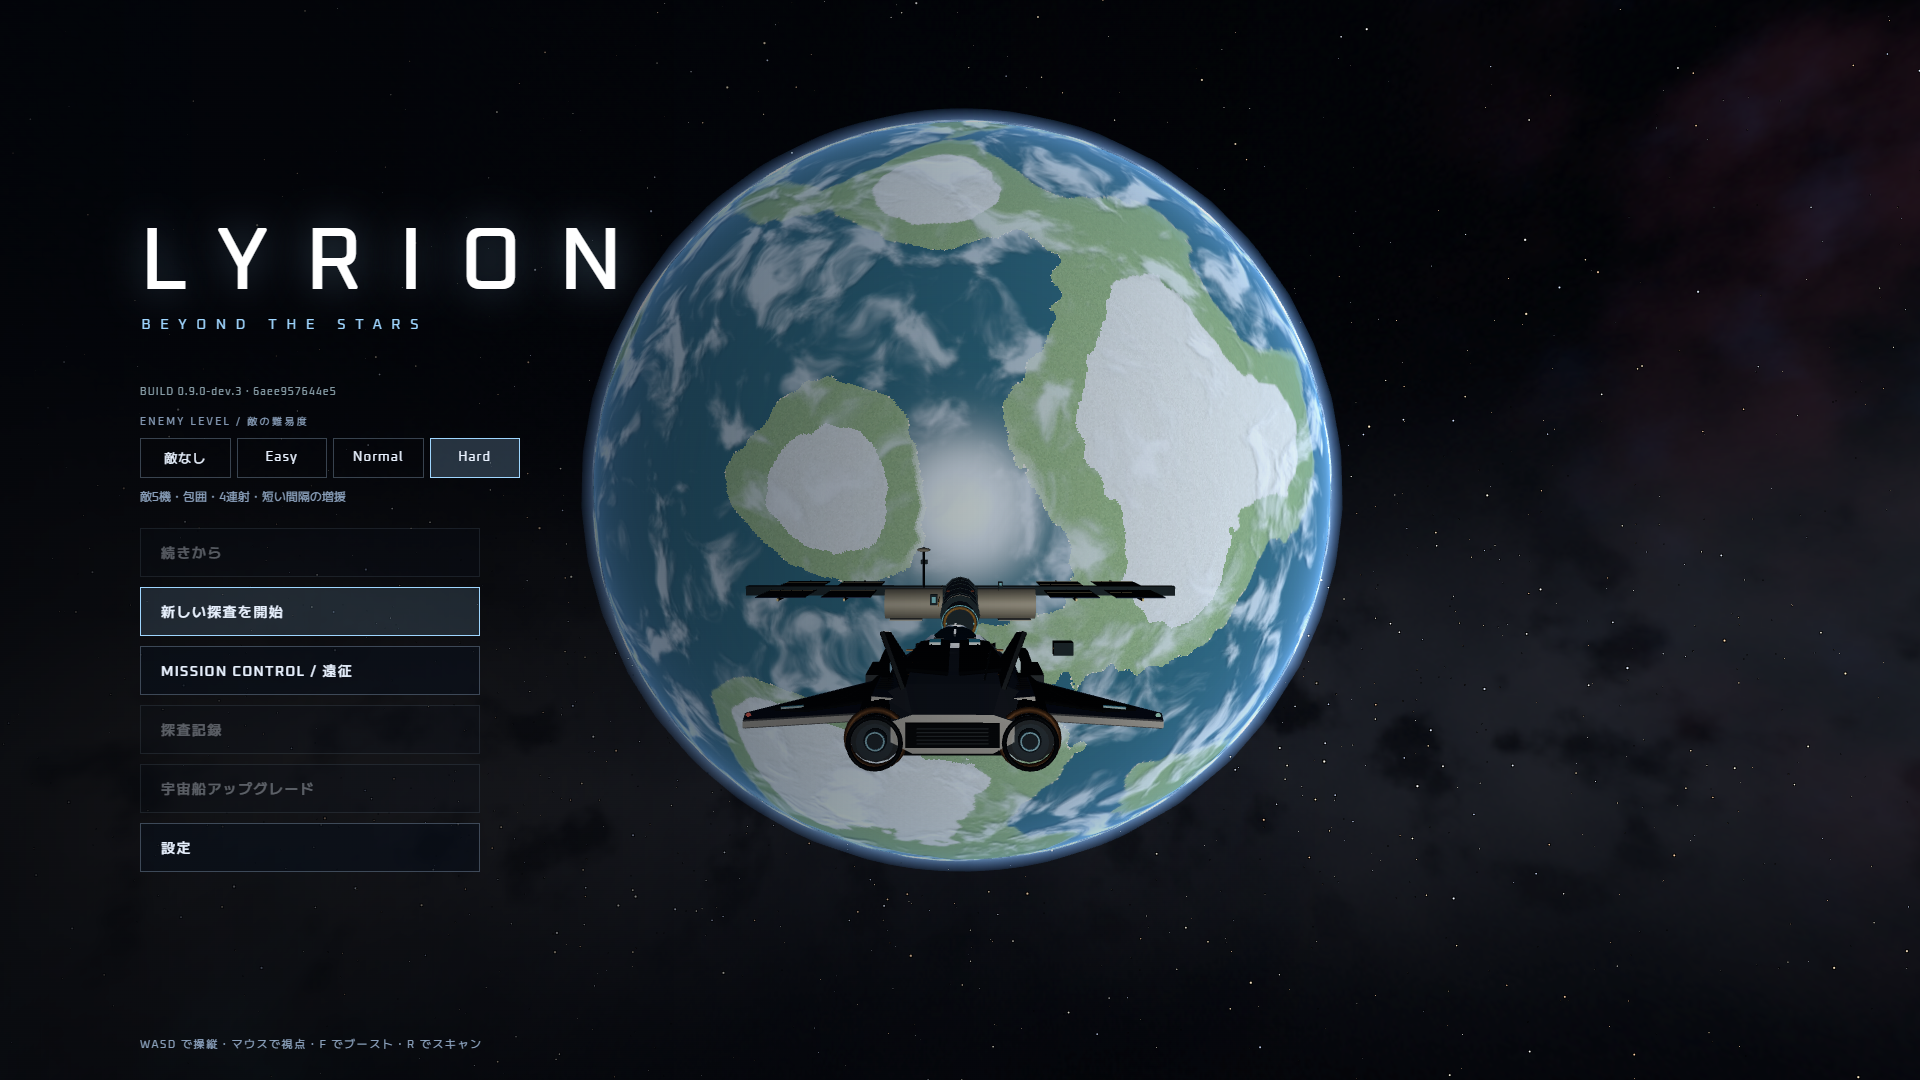 LYRION
BEYOND THE STARS
BUILD 0.9.0-dev.3 · 6aee957644e5
ENEMY LEVEL / 敵の難易度
敵なし Easy Normal Hard
敵5機・包囲・4連射・短い間隔の増援
続きから
新しい探査を開始
MISSION CONTROL / 遠征
探査記録
宇宙船アップグレード
設定
WASD で操縦・マウスで視点・F でブースト・R でスキャン